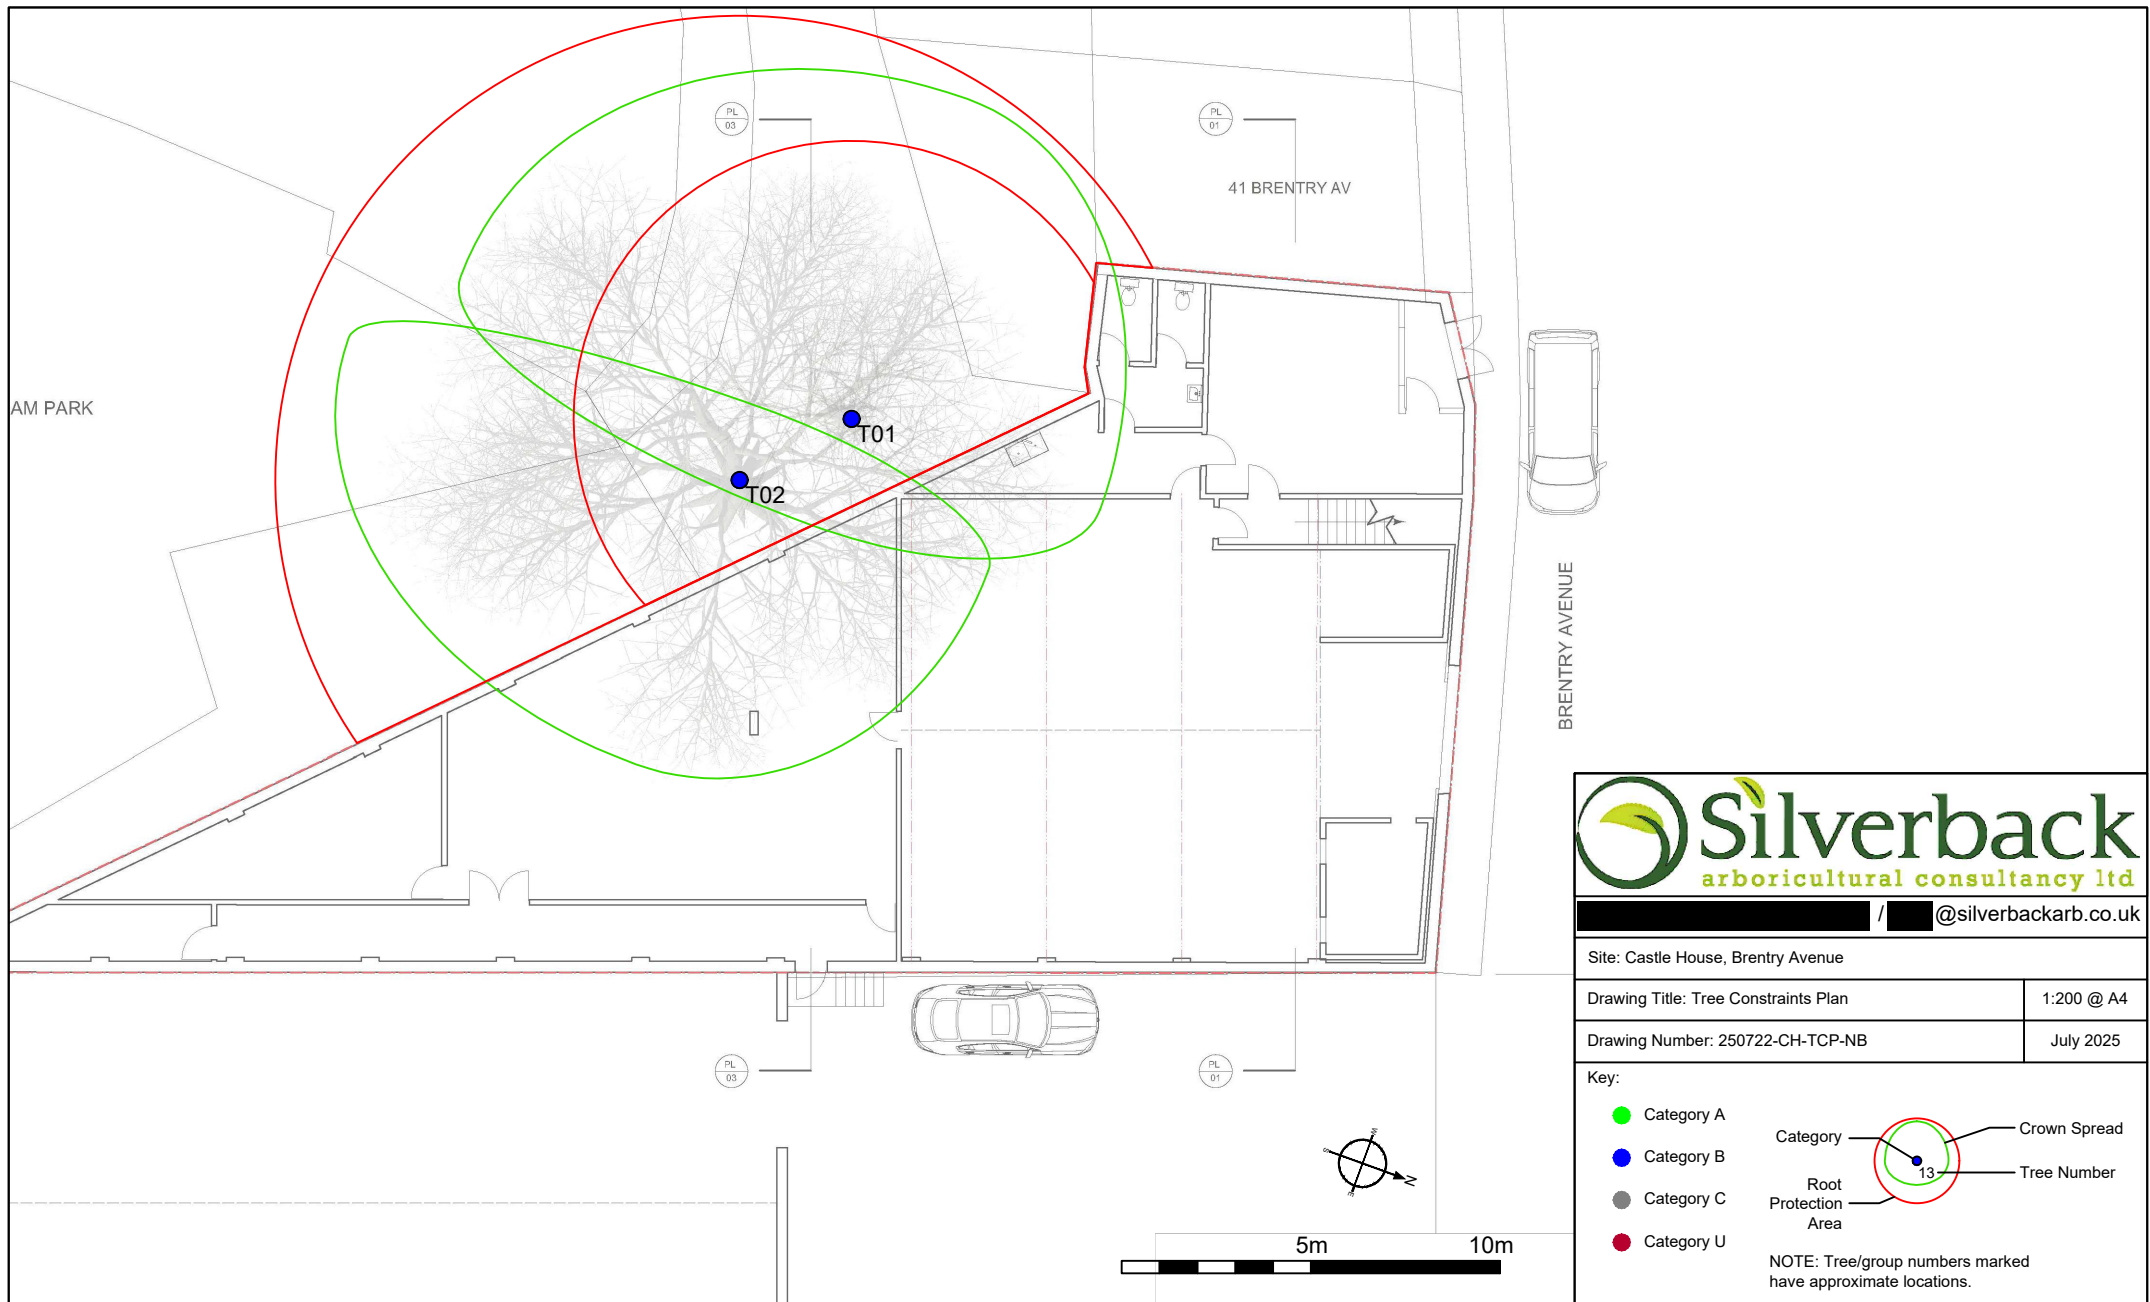 PL
03
PL
01
41 BRENTRY AV
AM PARK
T01
T02
BRENTRY AVENUE
PL
03
PL
01
W
S
N
E
5m
10m
Silverback
arboricultural consultancy ltd
/ @silverbackarb.co.uk
Site: Castle House, Brentry Avenue
Drawing Title: Tree Constraints Plan
1:200 @ A4
Drawing Number: 250722-CH-TCP-NB
July 2025
Key:
Category A
Category B
Category C
Category U
Category
Crown Spread
13
Tree Number
Root
Protection
Area
NOTE: Tree/group numbers marked
have approximate locations.